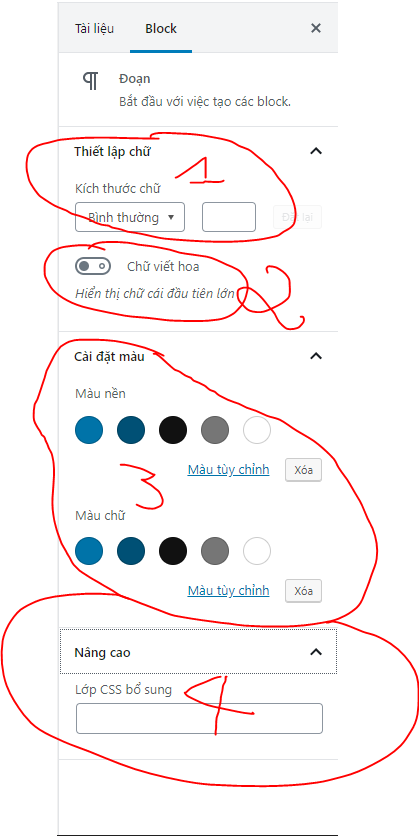 Tài liệu Block ×
Đoạn
Bắt đầu với việc tạo các block.
Thiết lập chữ
1
Kích thước chữ
Bình thường Đặt lại
Chữ viết hoa
Hiển thị chữ cái đầu tiên lớn
2
Cài đặt màu
Màu nền
Màu tùy chỉnh Xóa
3
Màu chữ
Màu tùy chỉnh Xóa
Nâng cao
Lớp CSS bổ sung
4